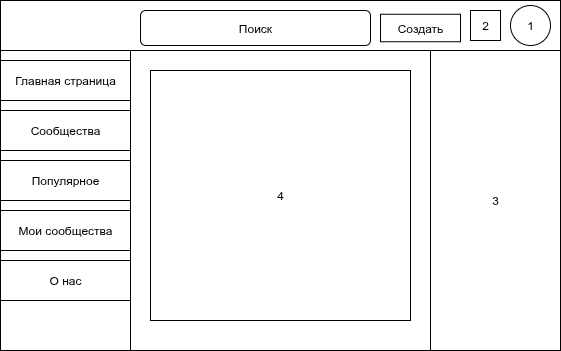 Поиск
Создать
2
1
Главная страница
Сообщества
Популярное
Мои сообщества
О нас
4
3